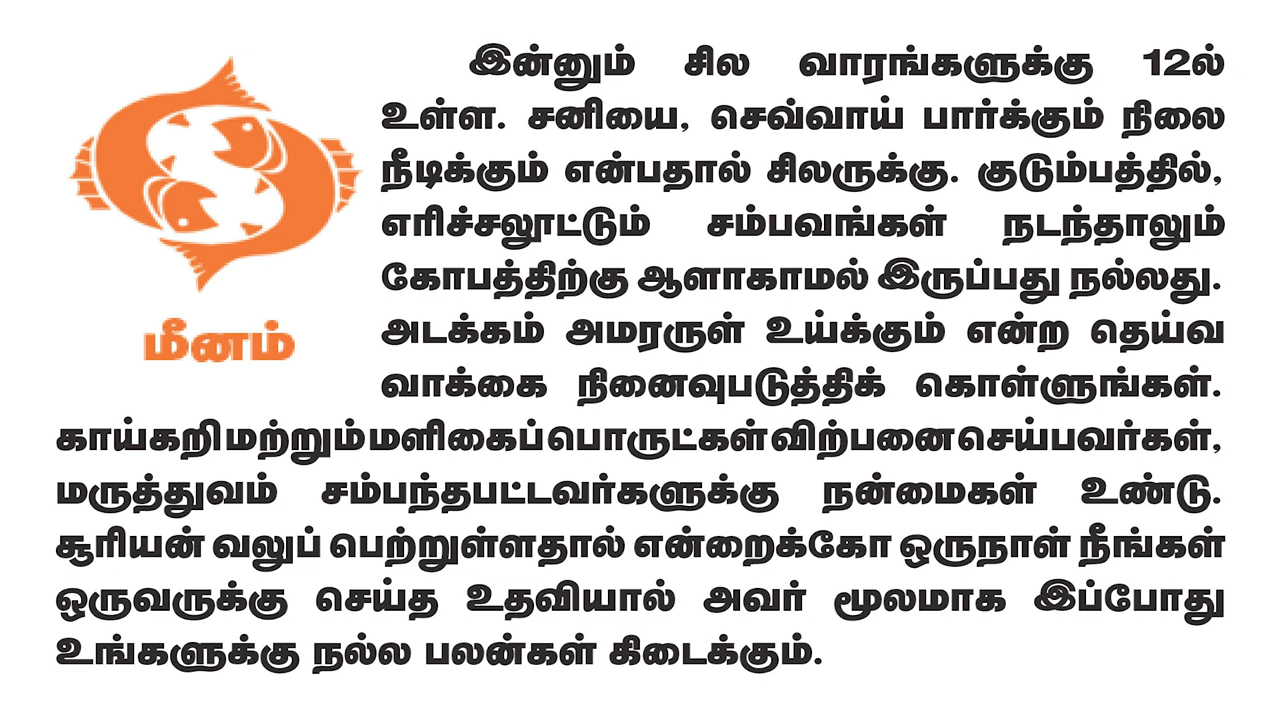 இன்னும் சில வாரங்களுக்கு 12ல்
உள்ள. சனியை, செவ்வாய் பார்க்கும் நிலை
நீடிக்கும் என்பதால் சிலருக்கு. குடும்பத்தில்,
எரிச்சலூட்டும் சம்பவங்கள் நடந்தாலும்
கோபத்திற்கு ஆளாகாமல் இருப்பது நல்லது.
மீனம்
அடக்கம் அமரருள் உய்க்கும் என்ற தெய்வ
வாக்கை நினைவுபடுத்திக் கொள்ளுங்கள்.
காய்கறி மற்றும் மளிகைப் பொருட்கள் விற்பனை செய்பவர்கள்,
மருத்துவம் சம்பந்தபட்டவர்களுக்கு நன்மைகள் உண்டு.
சூரியன் வலுப் பெற்றுள்ளதால் என்றைக்கோ ஒருநாள் நீங்கள்
ஒருவருக்கு செய்த உதவியால் அவர் மூலமாக இப்போது
உங்களுக்கு நல்ல பலன்கள் கிடைக்கும்.